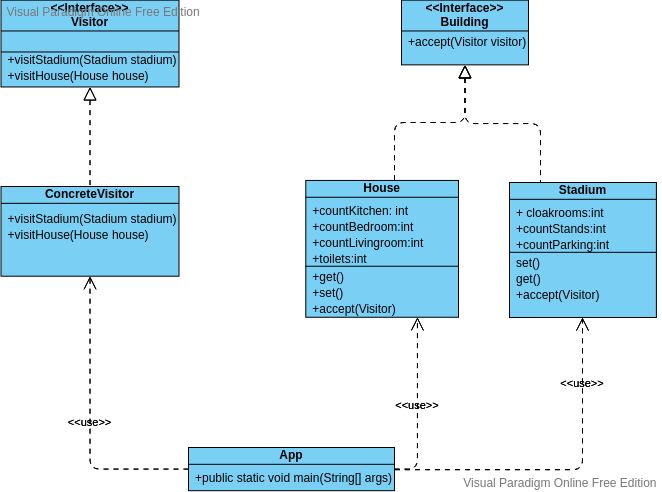 Visual Paradigm Online Free Edition
<<Interface>>
Visitor
+visitStadium(Stadium stadium)
+visitHouse(House house)
<<Interface>>
Building
+accept(Visitor visitor)
ConcreteVisitor
+visitStadium(Stadium stadium)
+visitHouse(House house)
House
+countKitchen: int
+countBedroom:int
+countLivingroom:int
+toilets:int
+get()
+set()
+accept(Visitor)
Stadium
+ cloakrooms:int
+countStands:int
+countParking:int
set()
get()
+accept(Visitor)
<<use>>
<<use>>
<<use>>
App
+public static void main(String[] args)
Visual Paradigm Online Free Edition